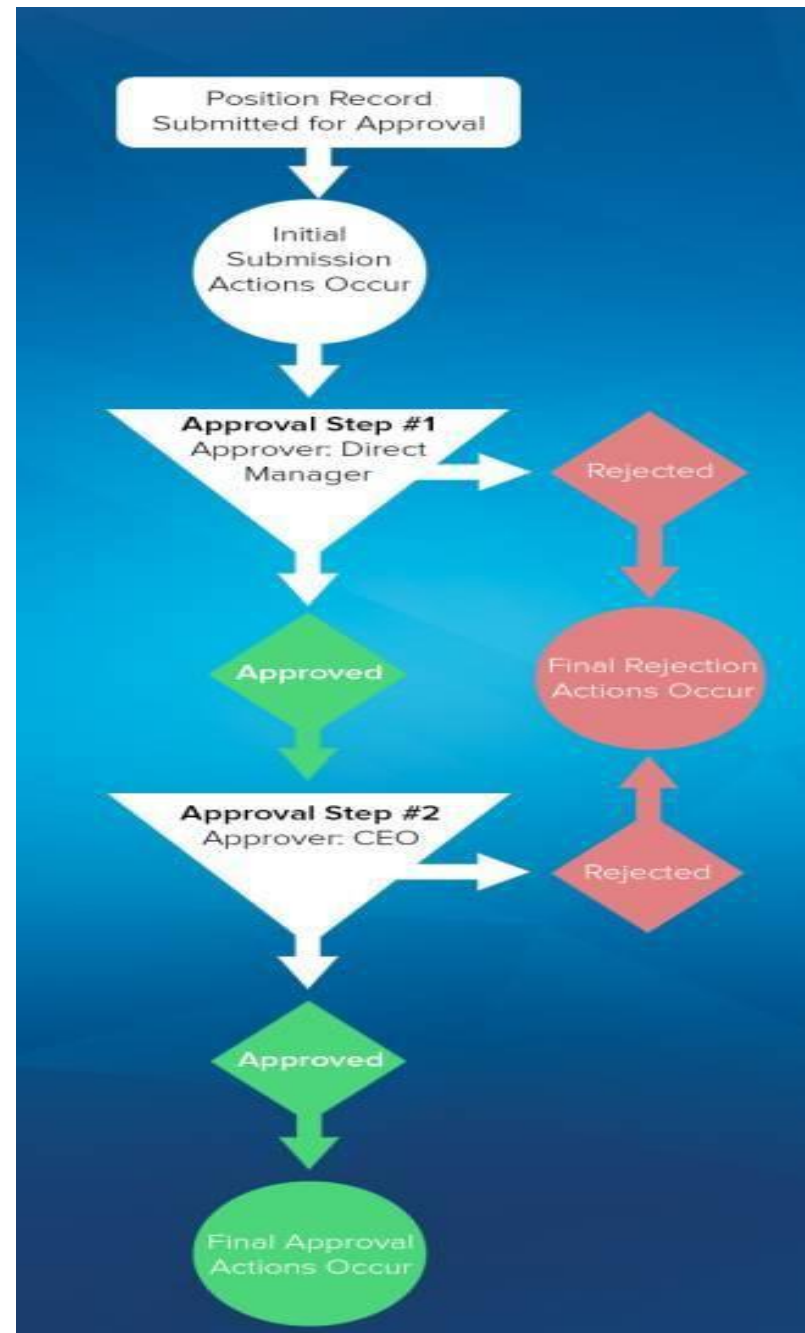 Position Record
Submitted for Approval
Initial
Submission
Actions Occur
Approval Step #1
Approver: Direct
Manager
Rejected
Approved
Final Rejection
Actions Occur
Approval Step #2
Approver: CEO
Rejected
Approved
Final Approval
Actions Occur